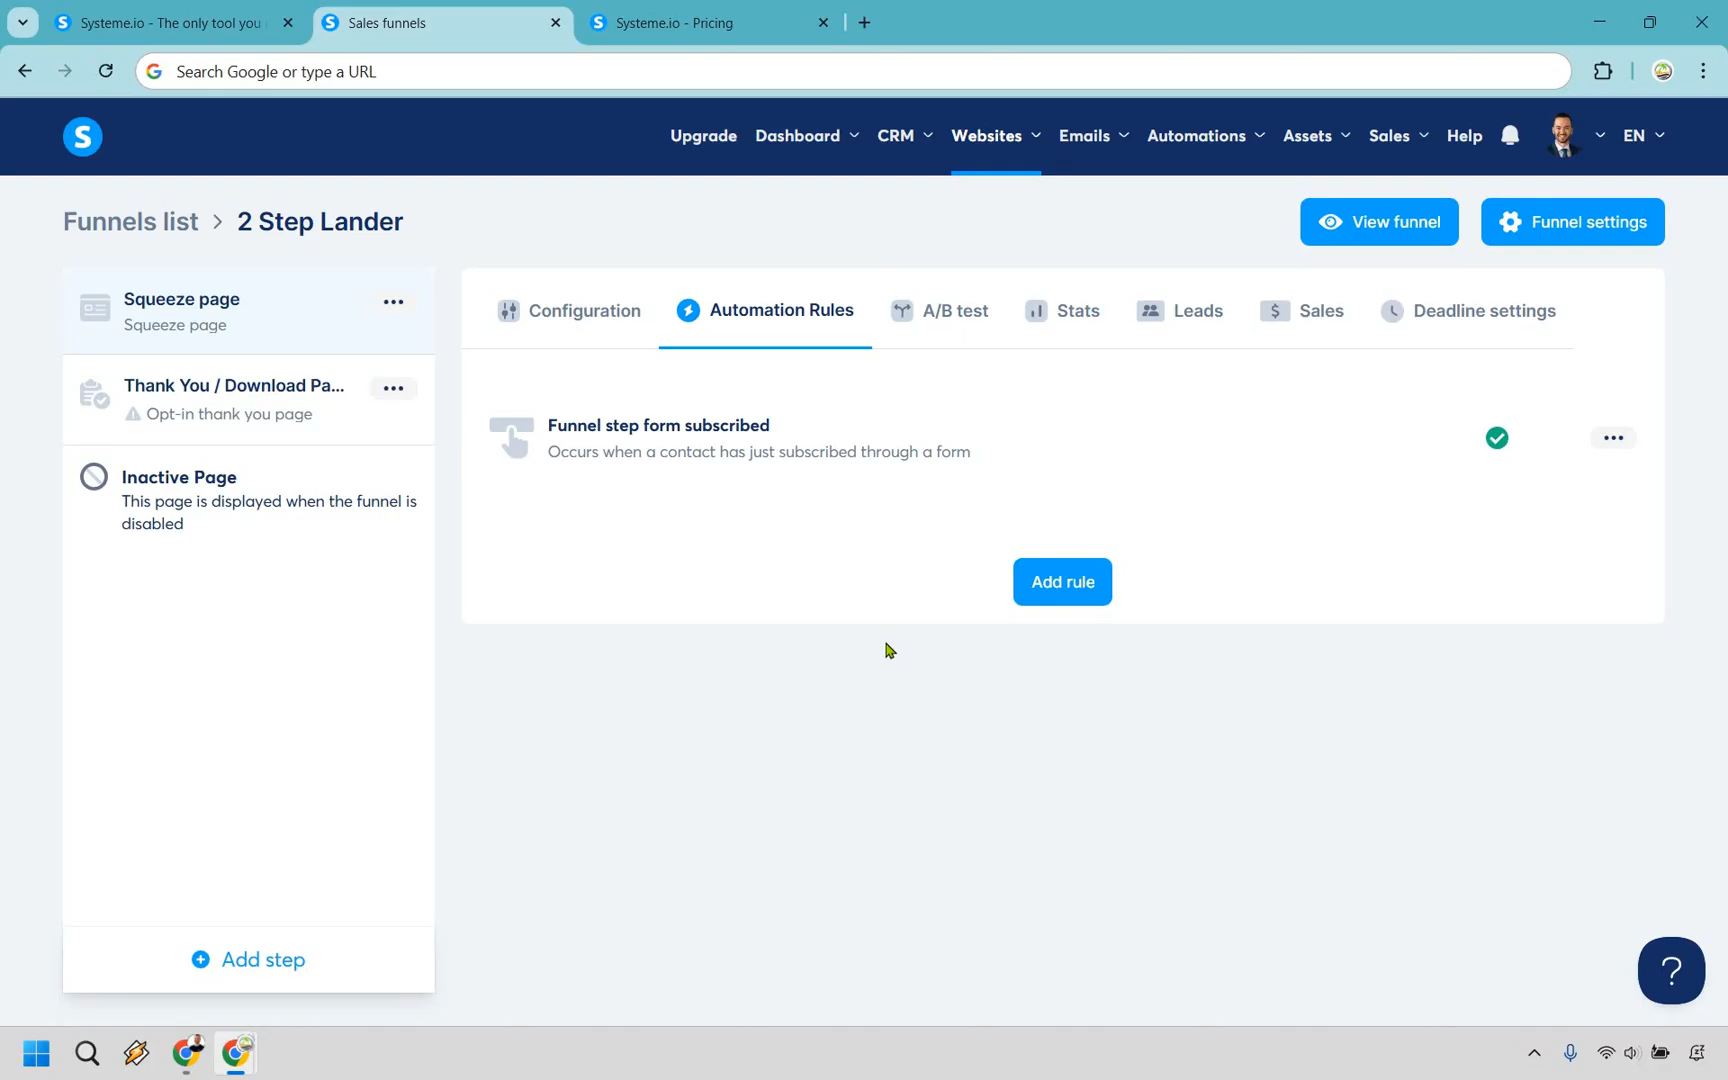 Systeme.io - The only tool you
Sales funnels
Systeme.io - Pricing
Search Google or type a URL
S
Upgrade
Dashboard
CRM
Websites
Emails
Automations
Assets
Sales
Help
EN
Funnels list > 2 Step Lander
View funnel
Funnel settings
Squeeze page
Squeeze page
Thank You / Download Pa...
Opt-in thank you page
Inactive Page
This page is displayed when the funnel is
disabled
Add step
Configuration
Automation Rules
A/B test
Stats
Leads
Sales
Deadline settings
Funnel step form subscribed
Occurs when a contact has just subscribed through a form
Add rule
?